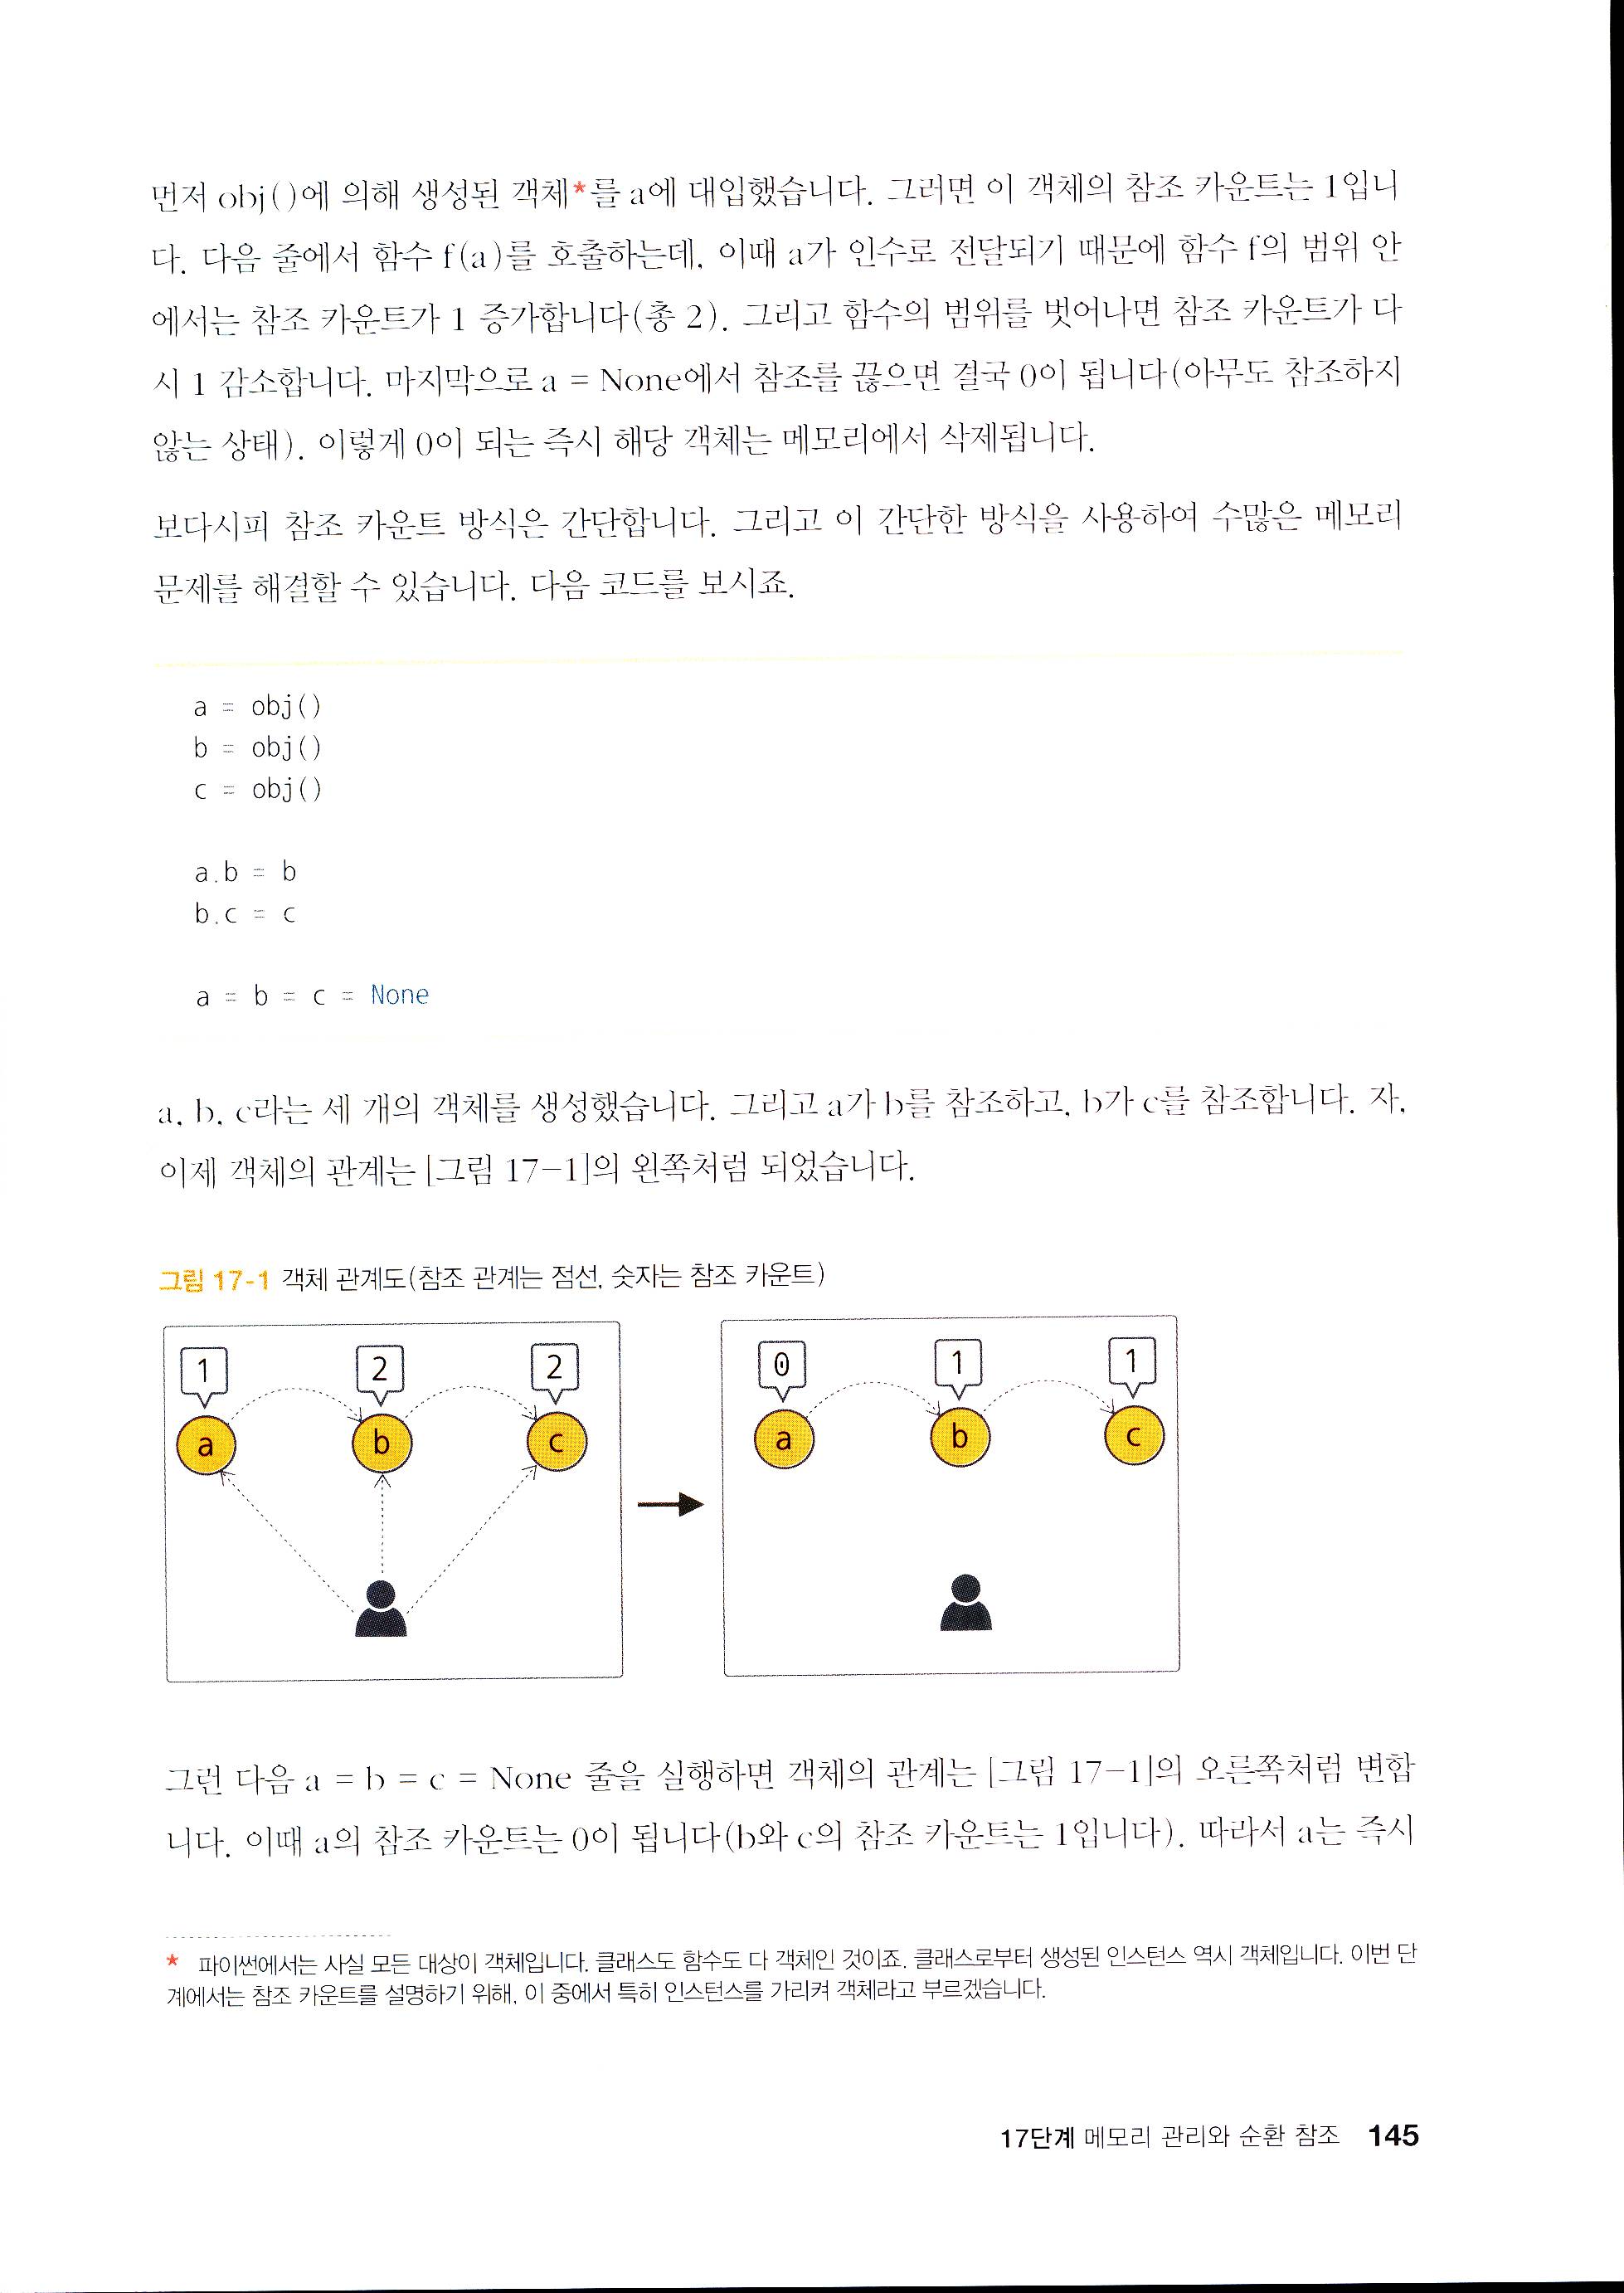 먼저 obj()에 의해 생성된 객체*를 a에 대입했습니다. 그러면 이 객체의 참조 카운트는 1입니
다. 다음 줄에서 함수 f(a)를 호출하는데, 이때 a가 인수로 전달되기 때문에 함수 f의 범위 안
에서는 참조 카운트가 1 증가합니다(총 2). 그리고 함수의 범위를 벗어나면 참조 카운트가 다
시 1 감소합니다. 마지막으로 a = None에서 참조를 끊으면 결국 0이 됩니다(아무도 참조하지
않는 상태). 이렇게 0이 되는 즉시 해당 객체는 메모리에서 삭제됩니다.
보다시피 참조 카운트 방식은 간단합니다. 그리고 이 간단한 방식을 사용하여 수많은 메모리
문제를 해결할 수 있습니다. 다음 코드를 보시죠.
a = obj()
b = obj()
c = obj()
a.b = b
b.c = c
a = b = c = None
a, b, c라는 세 개의 객체를 생성했습니다. 그리고 a가 b를 참조하고, b가 c를 참조합니다. 자,
이제 객체의 관계는 [그림 17-1]의 왼쪽처럼 되었습니다.
그림 17-1 객체 관계도(참조 관계는 점선, 숫자는 참조 카운트)
1 2 2
a b c
0 1 1
a b c
그런 다음 a = b = c = None 줄을 실행하면 객체의 관계는 [그림 17-1]의 오른쪽처럼 변합
니다. 이때 a의 참조 카운트는 0이 됩니다(b와 c의 참조 카운트는 1입니다). 따라서 a는 즉시
* 파이썬에서는 사실 모든 대상이 객체입니다. 클래스도 함수도 다 객체인 것이죠. 클래스로부터 생성된 인스턴스 역시 객체입니다. 이번 단
계에서는 참조 카운트를 설명하기 위해, 이 중에서 특히 인스턴스를 가리켜 객체라고 부르겠습니다.
17단계 메모리 관리와 순환 참조 145